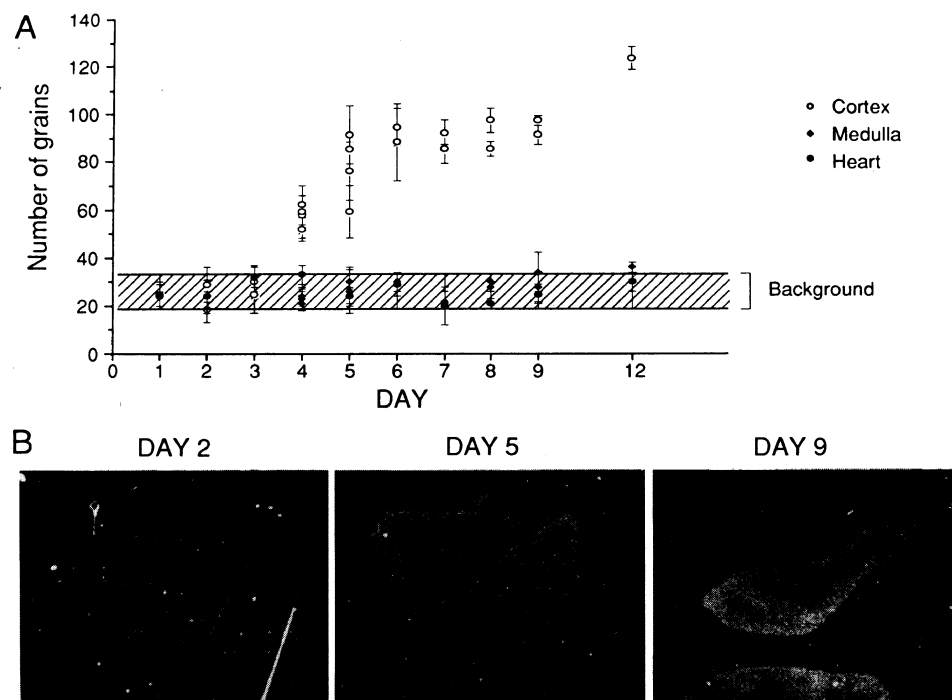 A
140
120
100
80
60
40
20
0
Number of grains
Cortex
Medulla
Heart
Background
0 1 2 3 4 5 6 7 8 9 12
DAY
B
DAY 2 DAY 5 DAY 9